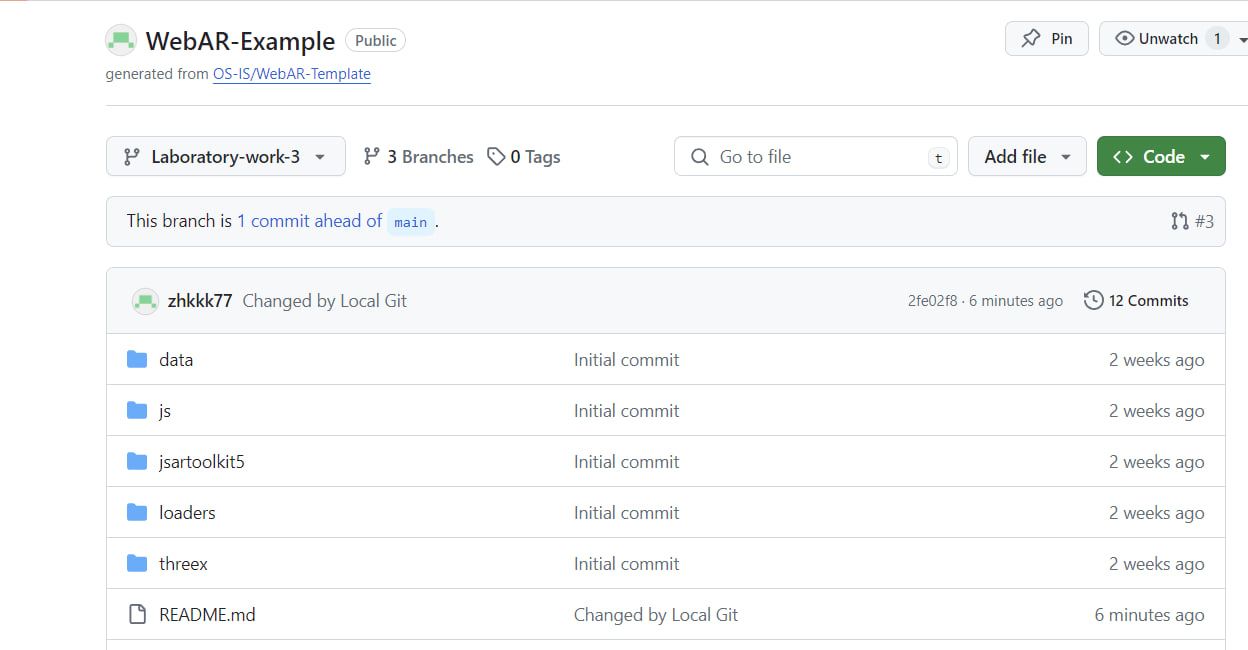 WebAR-Example Public Pin Unwatch 1
generated from OS-IS/WebAR-Template
Laboratory-work-3 3 Branches 0 Tags Go to file t Add file Code
This branch is 1 commit ahead of main . #3
zhkkk77 Changed by Local Git 2fe02f8 · 6 minutes ago 12 Commits
data Initial commit 2 weeks ago
js Initial commit 2 weeks ago
jsartoolkit5 Initial commit 2 weeks ago
loaders Initial commit 2 weeks ago
threex Initial commit 2 weeks ago
README.md Changed by Local Git 6 minutes ago